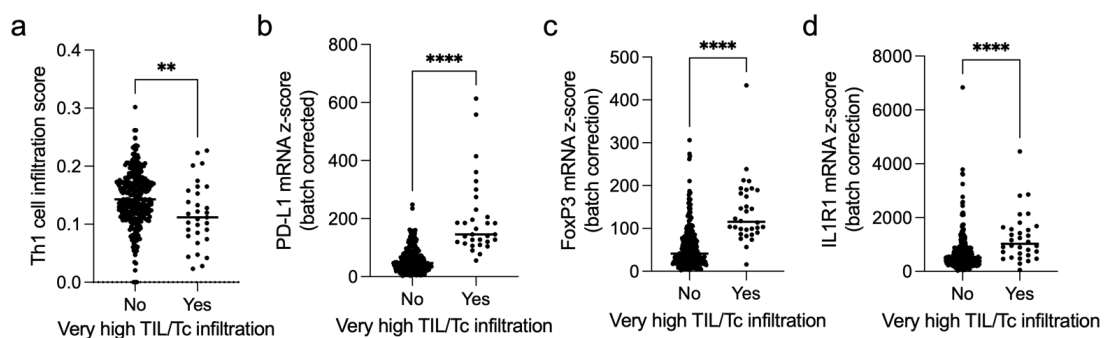 a
Th1 cell infiltration score
0.4
0.3
0.2
0.1
0.0
**
No Yes
Very high TIL/Tc infiltration
b
PD-L1 mRNA z-score
(batch corrected)
800
600
400
200
0
****
No Yes
Very high TIL/Tc infiltration
c
FoxP3 mRNA z-score
(batch correction)
500
400
300
200
100
0
****
No Yes
Very high TIL/Tc infiltration
d
IL1R1 mRNA z-score
(batch correction)
8000
6000
4000
2000
0
****
No Yes
Very high TIL/Tc infiltration